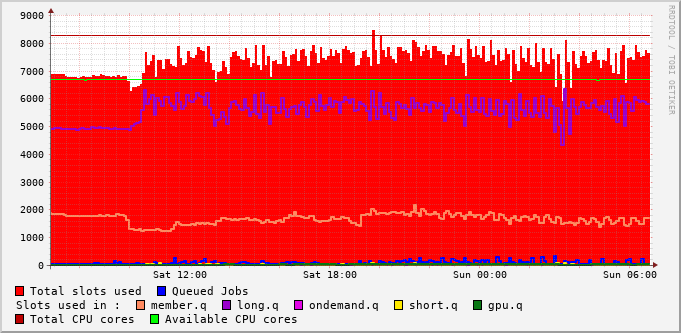 9000
8000
7000
6000
5000
4000
3000
2000
1000
0
Sat 12:00 Sat 18:00 Sun 00:00 Sun 06:00
RRDTOOL / TOBI OETIKER
Total slots used Queued Jobs
Slots used in : member.q long.q ondemand.q short.q gpu.q
Total CPU cores Available CPU cores